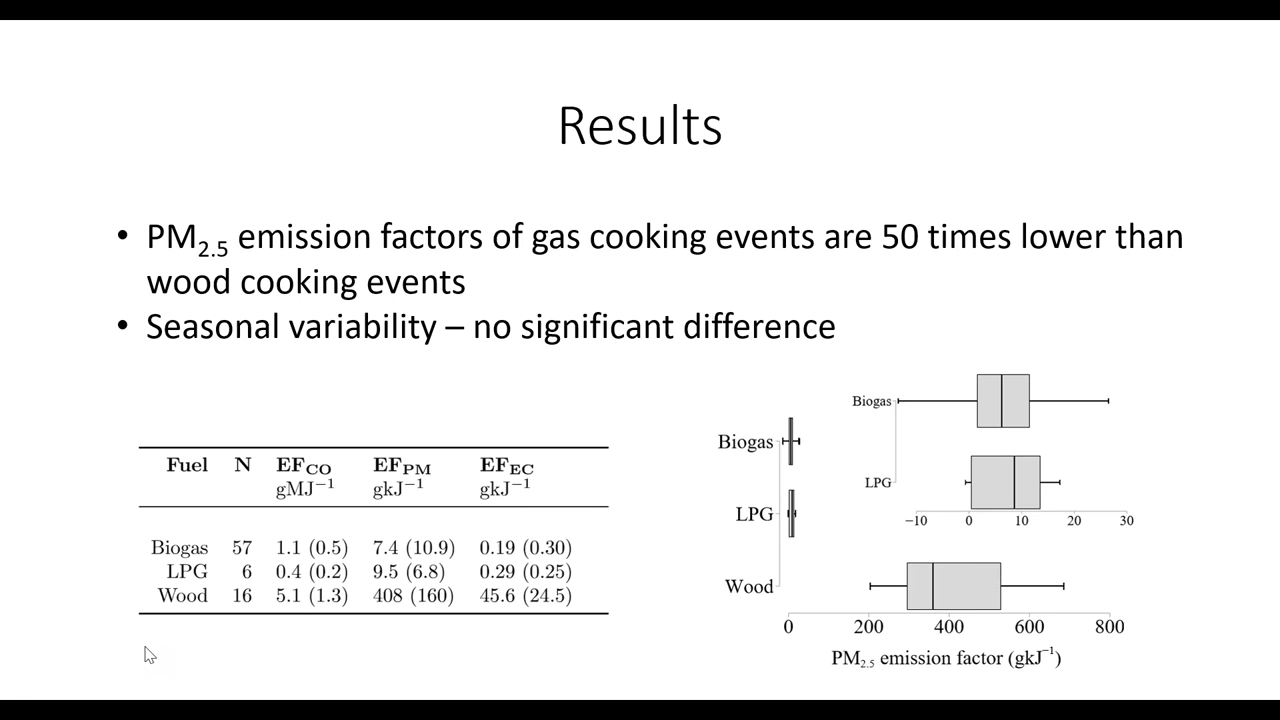 Results
• PM2.5 emission factors of gas cooking events are 50 times lower than
wood cooking events
• Seasonal variability – no significant difference
Fuel N EFCO EFPM EFEC
gMJ−1 gkJ−1 gkJ−1
Biogas 57 1.1 (0.5) 7.4 (10.9) 0.19 (0.30)
LPG 6 0.4 (0.2) 9.5 (6.8) 0.29 (0.25)
Wood 16 5.1 (1.3) 408 (160) 45.6 (24.5)
Biogas
LPG
−10 0 10 20 30
Biogas
LPG
Wood
0 200 400 600 800
PM2.5 emission factor (gkJ−1)